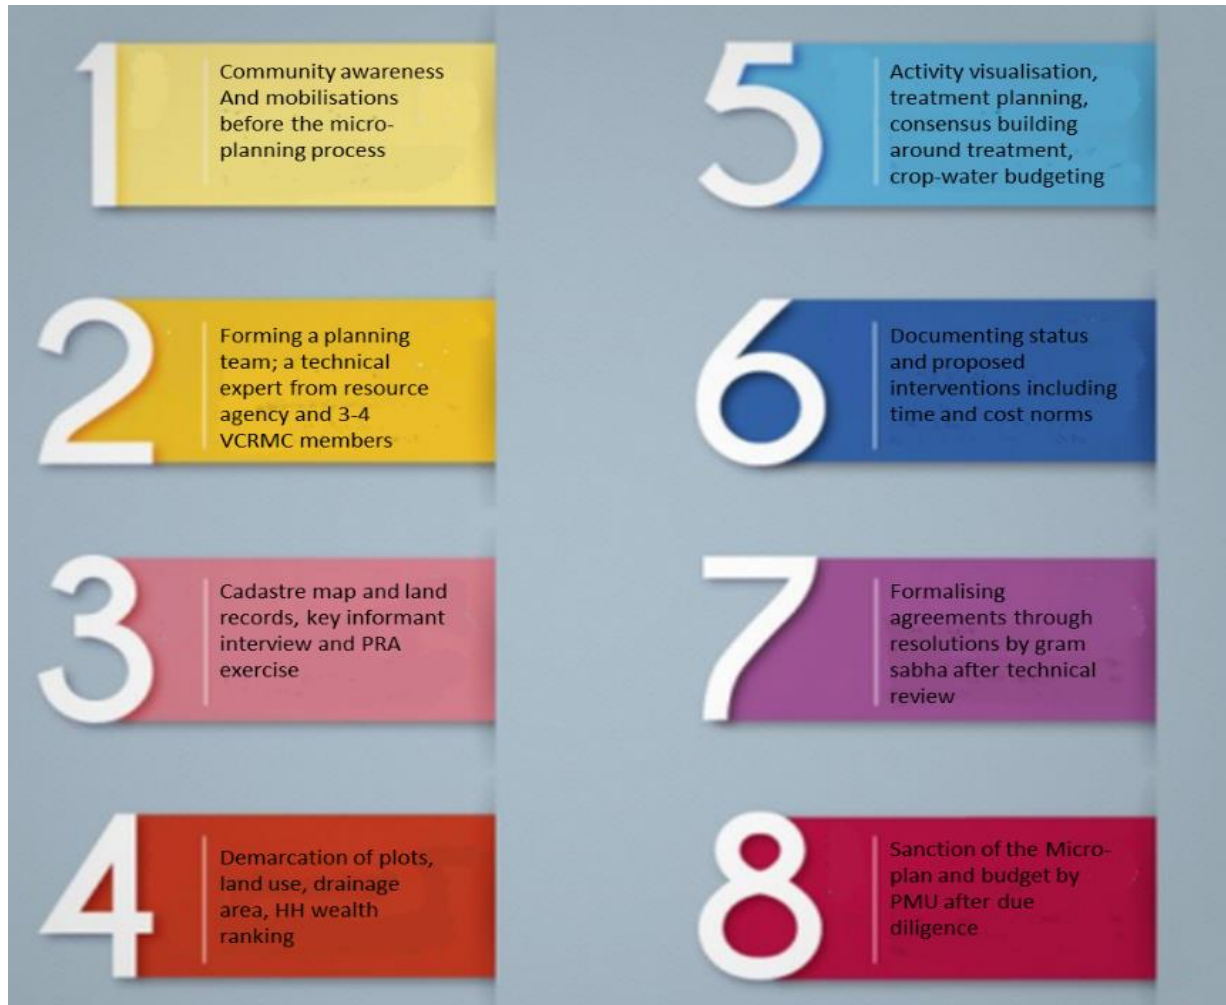 1
Community awareness
And mobilisations
before the micro-
planning process
2
Forming a planning
team; a technical
expert from resource
agency and 3-4
VCRMC members
3
Cadastre map and land
records, key informant
interview and PRA
exercise
4
Demarcation of plots,
land use, drainage
area, HH wealth
ranking
5
Activity visualisation,
treatment planning,
consensus building
around treatment,
crop-water budgeting
6
Documenting status
and proposed
interventions including
time and cost norms
7
Formalising
agreements through
resolutions by gram
sabha after technical
review
8
Sanction of the Micro-
plan and budget by
PMU after due
diligence